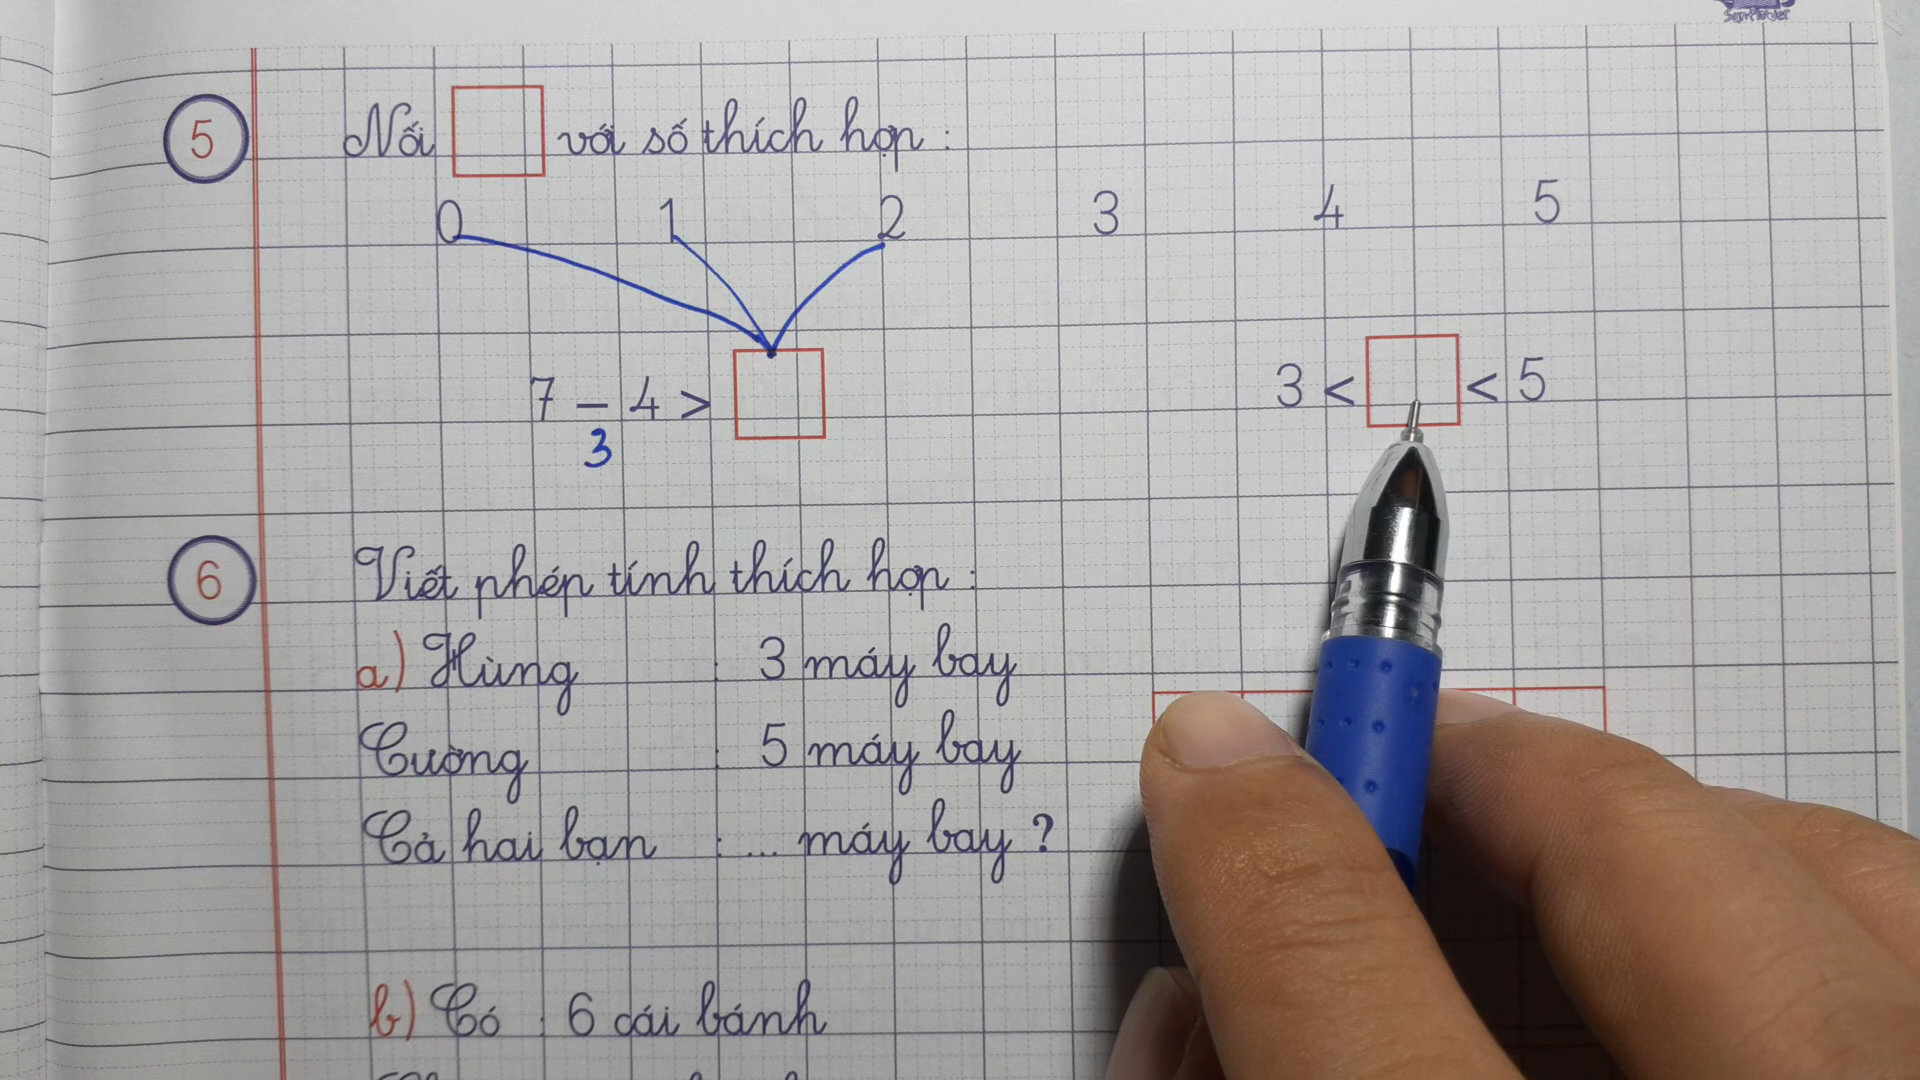 Sunflower
5 Nối □ với số thích hợp :
0 1 2 3 4 5
7 – 4 > □ 3 < □ < 5
3
6 Viết phép tính thích hợp :
a) Hùng : 3 máy bay
Cường : 5 máy bay
Cả hai bạn : ... máy bay ?
b) Có : 6 cái bánh